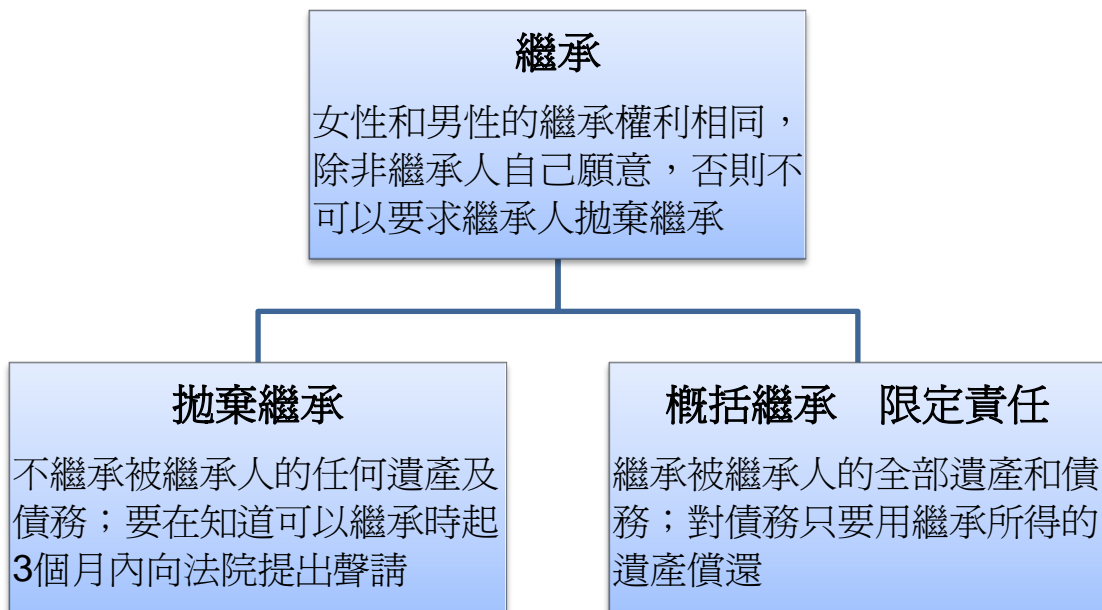 繼承
女性和男性的繼承權利相同，
除非繼承人自己願意，否則不
可以要求繼承人拋棄繼承
拋棄繼承
不繼承被繼承人的任何遺產及
債務；要在知道可以繼承時起
3個月內向法院提出聲請
概括繼承　限定責任
繼承被繼承人的全部遺產和債
務；對債務只要用繼承所得的
遺產償還